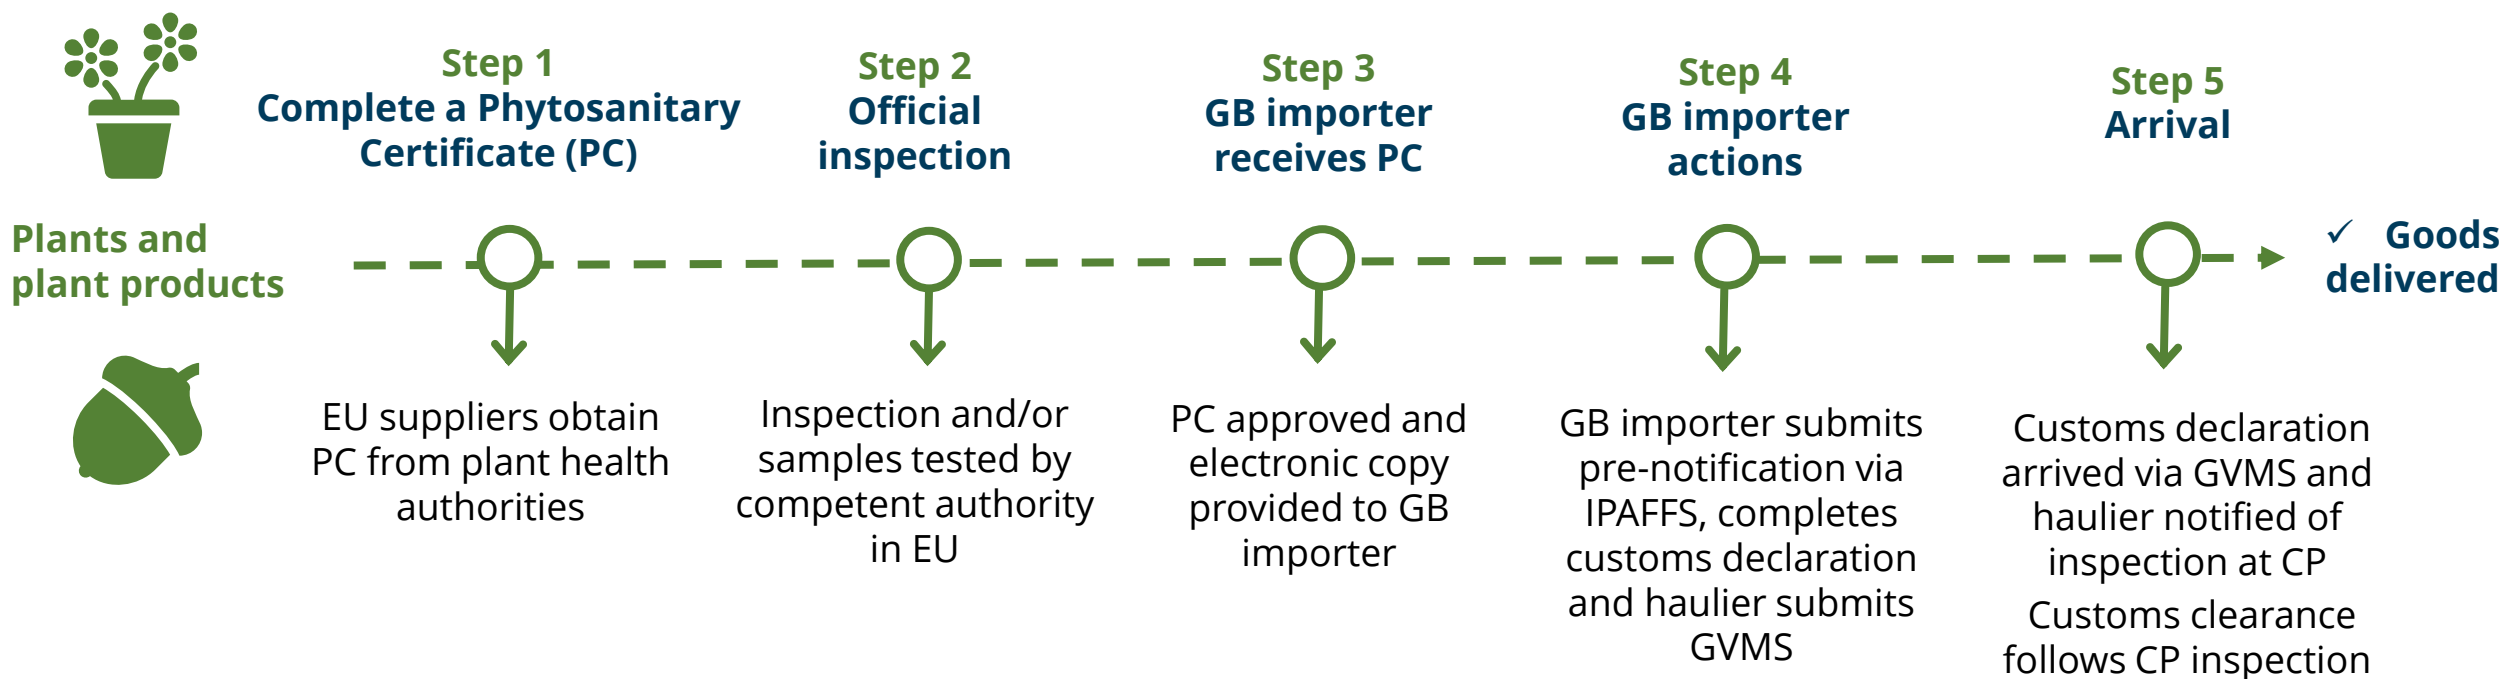 Plants and
plant products
Step 1
Complete a Phytosanitary
Certificate (PC)
EU suppliers obtain
PC from plant health
authorities
Step 2
Official
inspection
Inspection and/or
samples tested by
competent authority
in EU
Step 3
GB importer
receives PC
PC approved and
electronic copy
provided to GB
importer
Step 4
GB importer
actions
GB importer submits
pre-notification via
IPAFFS, completes
customs declaration
and haulier submits
GVMS
Step 5
Arrival
Customs declaration
arrived via GVMS and
haulier notified of
inspection at CP
Customs clearance
follows CP inspection
✓ Goods
delivered